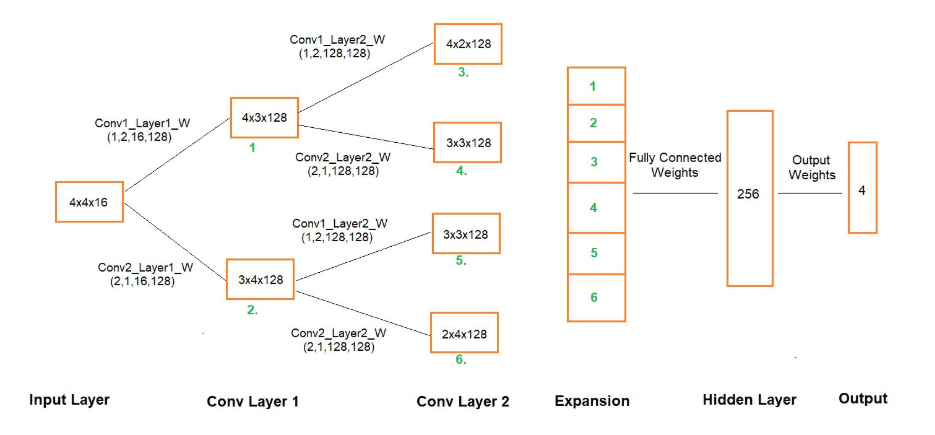 Conv1_Layer2_W
(1,2,128,128)
4x2x128
3.
Conv1_Layer1_W
(1,2,16,128)
4x3x128
1
Conv2_Layer2_W
(2,1,128,128)
3x3x128
4.
4x4x16
Conv2_Layer1_W
(2,1,16,128)
3x4x128
2.
Conv1_Layer2_W
(1,2,128,128)
3x3x128
5.
Conv2_Layer2_W
(2,1,128,128)
2x4x128
6.
1
2
3
4
5
6
Fully Connected
Weights
256
Output
Weights
4
Input Layer
Conv Layer 1
Conv Layer 2
Expansion
Hidden Layer
Output